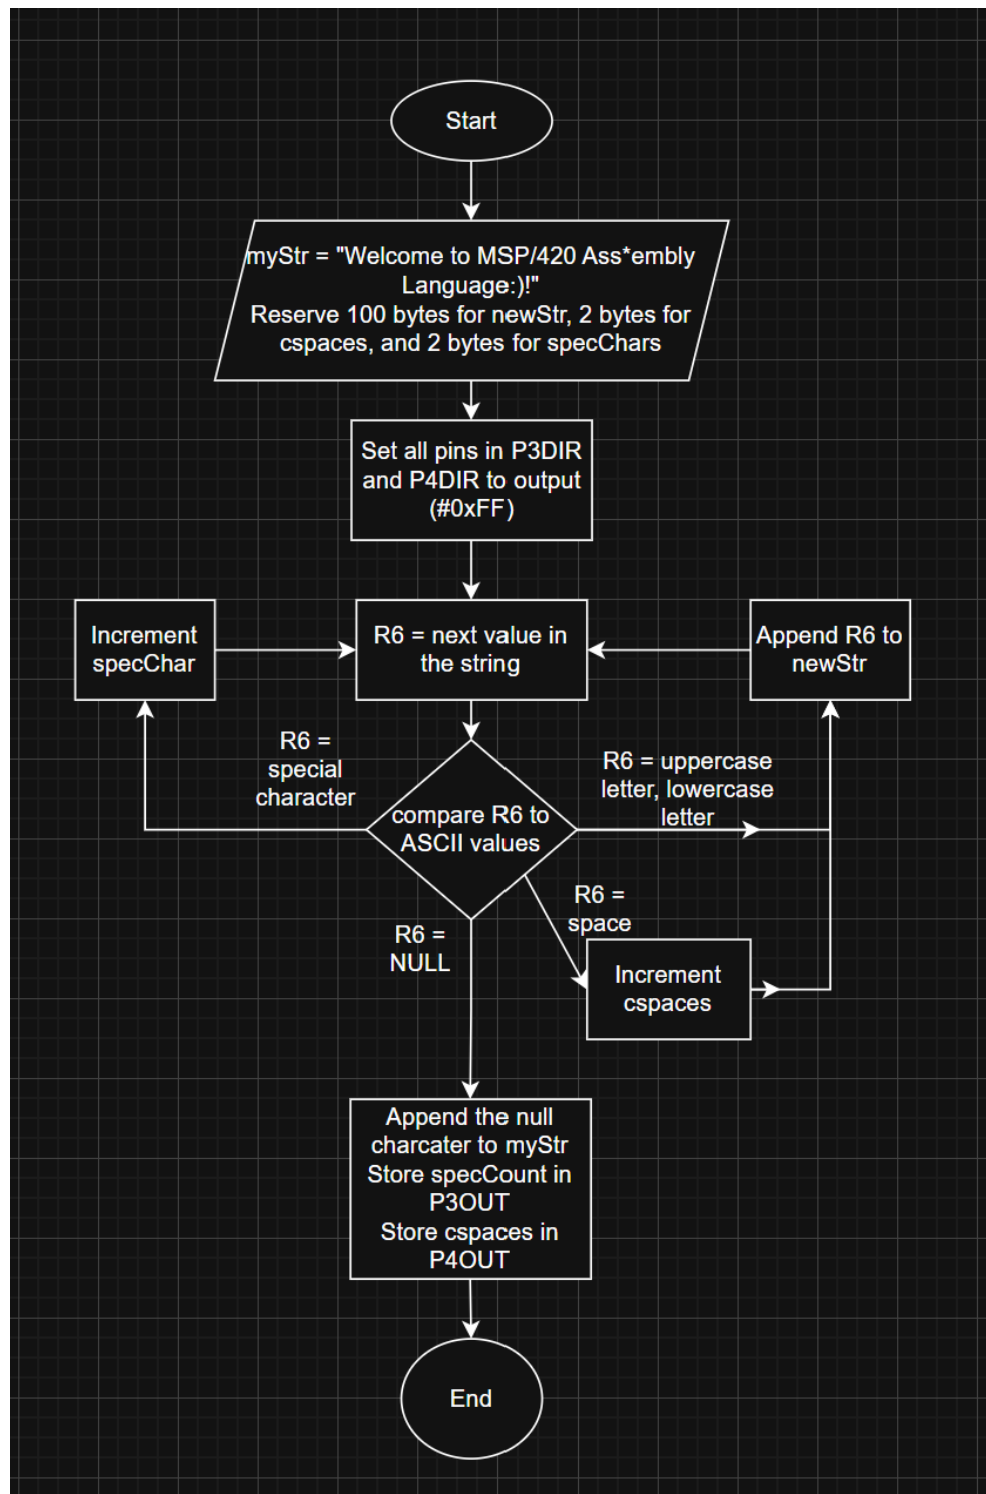 Start
myStr = "Welcome to MSP/420 Ass*embly
Language:)!"
Reserve 100 bytes for newStr, 2 bytes for
cspaces, and 2 bytes for specChars
Set all pins in P3DIR
and P4DIR to output
(#0xFF)
Increment
specChar
R6 = next value in
the string
Append R6 to
newStr
R6 =
special
character
compare R6 to
ASCII values
R6 = uppercase
letter, lowercase
letter
R6 =
space
R6 =
NULL
Increment
cspaces
Append the null
charcater to myStr
Store specCount in
P3OUT
Store cspaces in
P4OUT
End